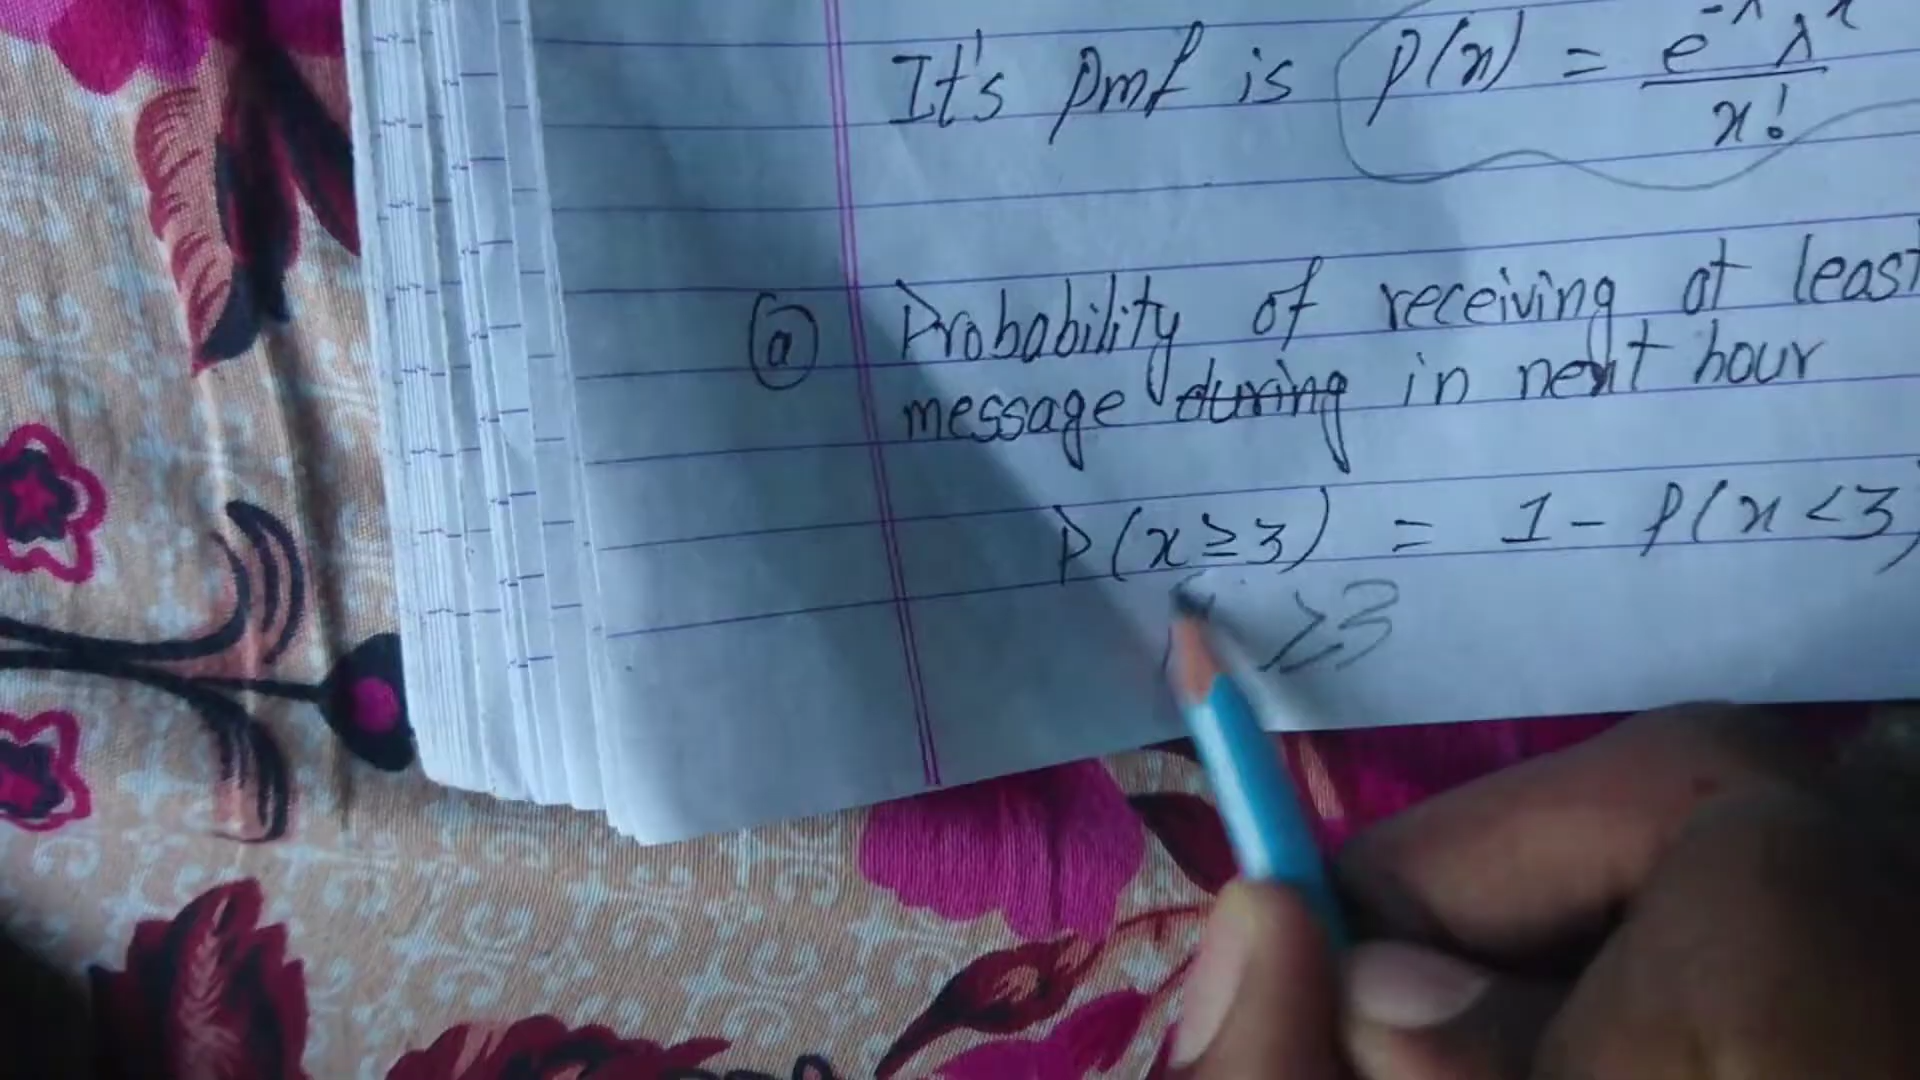 It's pmf is p(x) = e^-λ λ^x / x!
(a) Probability of receiving at least
message during in next hour
P(x≥3) = 1 - P(x<3)
≥3